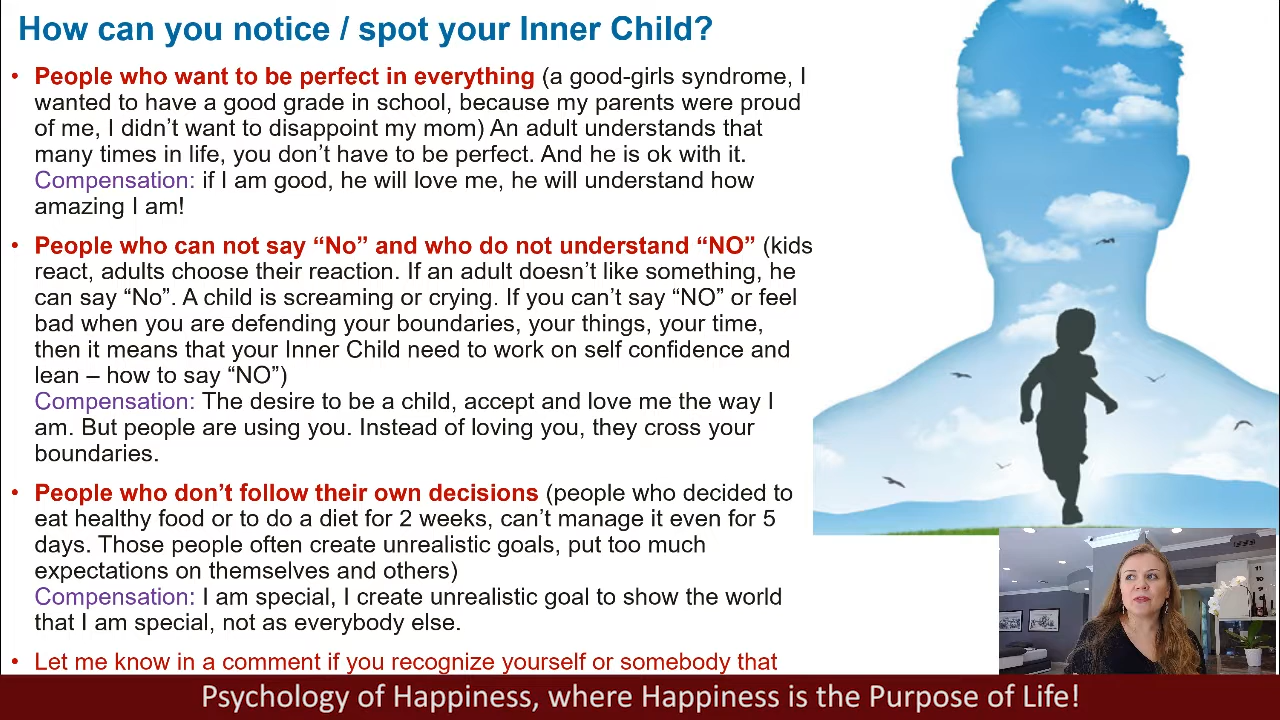 How can you notice / spot your Inner Child?
• People who want to be perfect in everything (a good-girls syndrome, I
wanted to have a good grade in school, because my parents were proud
of me, I didn't want to disappoint my mom) An adult understands that
many times in life, you don't have to be perfect. And he is ok with it.
Compensation: if I am good, he will love me, he will understand how
amazing I am!
• People who can not say “No” and who do not understand “NO” (kids
react, adults choose their reaction. If an adult doesn't like something, he
can say “No”. A child is screaming or crying. If you can't say “NO” or feel
bad when you are defending your boundaries, your things, your time,
then it means that your Inner Child need to work on self confidence and
lean – how to say “NO”)
Compensation: The desire to be a child, accept and love me the way I
am. But people are using you. Instead of loving you, they cross your
boundaries.
• People who don't follow their own decisions (people who decided to
eat healthy food or to do a diet for 2 weeks, can't manage it even for 5
days. Those people often create unrealistic goals, put too much
expectations on themselves and others)
Compensation: I am special, I create unrealistic goal to show the world
that I am special, not as everybody else.
• Let me know in a comment if you recognize yourself or somebody that
Psychology of Happiness, where Happiness is the Purpose of Life!